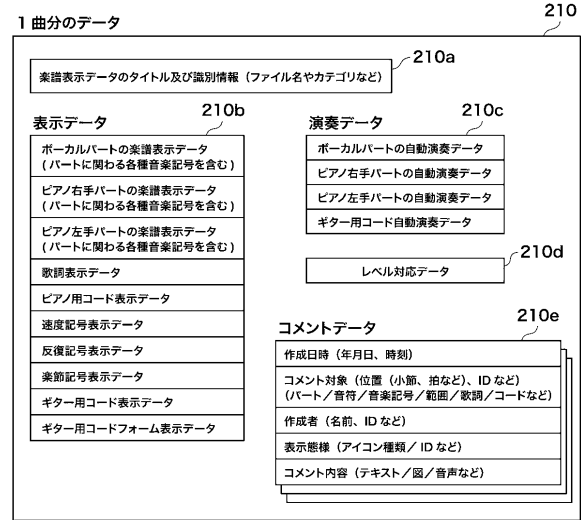 1曲分のデータ
210
210a
楽譜表示データのタイトル及び識別情報（ファイル名やカテゴリなど）
表示データ
210b
ボーカルパートの楽譜表示データ
(パートに関わる各種音楽記号を含む)
ピアノ右手パートの楽譜表示データ
(パートに関わる各種音楽記号を含む)
ピアノ左手パートの楽譜表示データ
(パートに関わる各種音楽記号を含む)
歌詞表示データ
ピアノ用コード表示データ
速度記号表示データ
反復記号表示データ
楽節記号表示データ
ギター用コード表示データ
ギター用コードフォーム表示データ
演奏データ
210c
ボーカルパートの自動演奏データ
ピアノ右手パートの自動演奏データ
ピアノ左手パートの自動演奏データ
ギター用コード自動演奏データ
210d
レベル対応データ
コメントデータ
210e
作成日時（年月日、時刻）
コメント対象（位置（小節、拍など）、IDなど）
（パート／音符／音楽記号／範囲／歌詞／コードなど）
作成者（名前、IDなど）
表示態様（アイコン種類／IDなど）
コメント内容（テキスト／図／音声など）